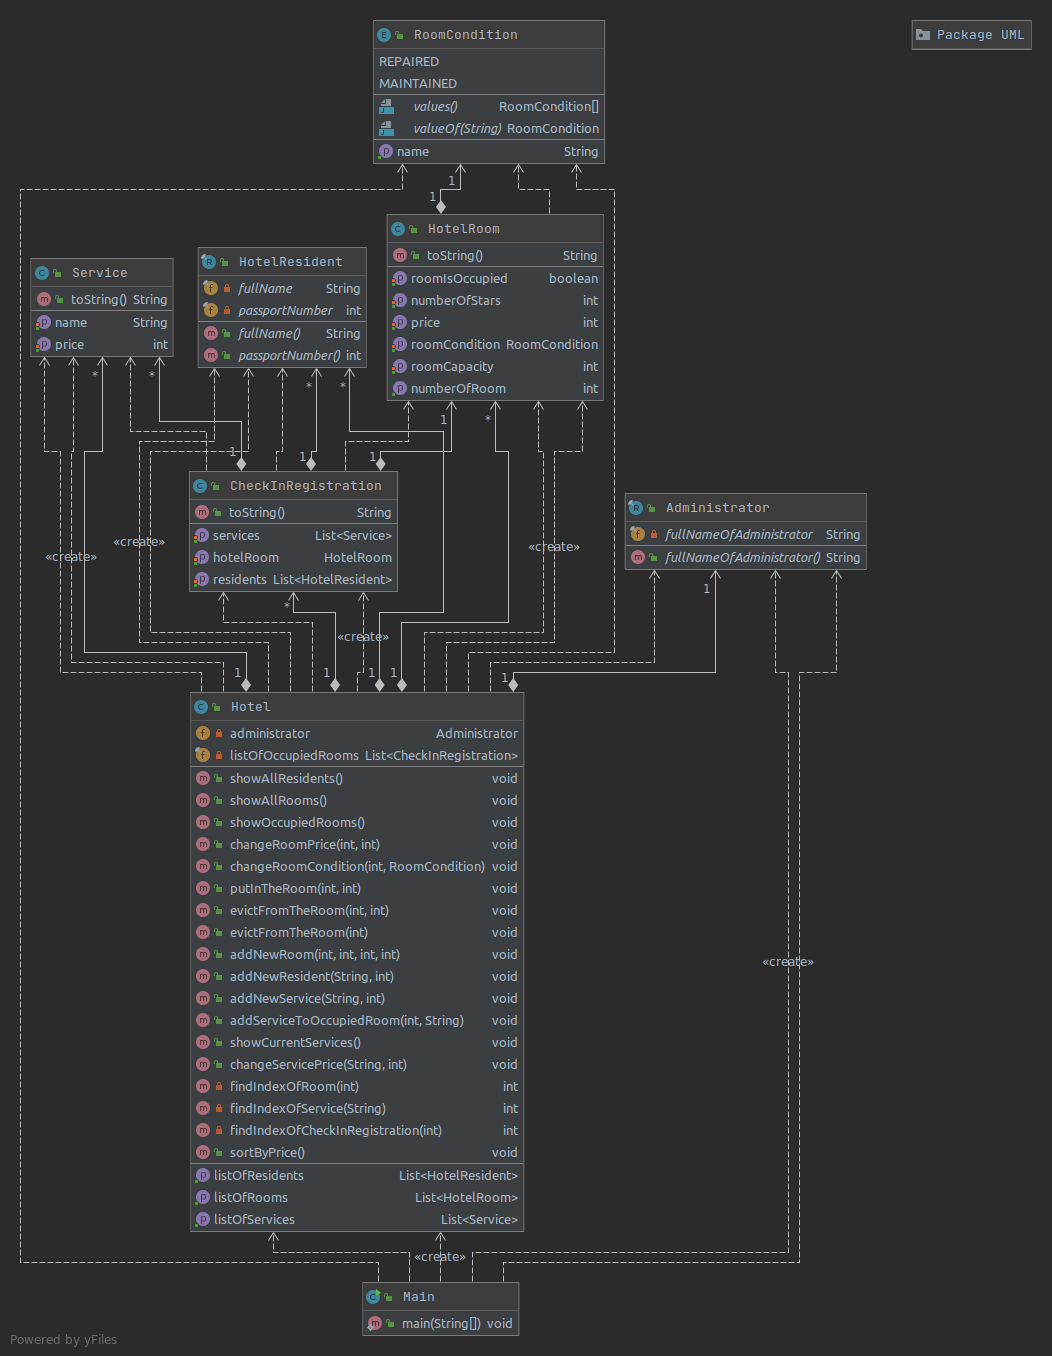 RoomCondition
REPAIRED
MAINTAINED
values() RoomCondition[]
valueOf(String) RoomCondition
name String
Package UML
1
1
HotelRoom
toString() String
roomIsOccupied boolean
numberOfStars int
price int
roomCondition RoomCondition
roomCapacity int
numberOfRoom int
Service
toString() String
name String
price int
HotelResident
fullName String
passportNumber int
fullName() String
passportNumber() int
* * * * 1 *
1 1 1
CheckInRegistration
toString() String
services List<Service>
hotelRoom HotelRoom
residents List<HotelResident>
Administrator
fullNameOfAdministrator String
fullNameOfAdministrator() String
«create»
«create»
«create»
1
*
«create»
1 1 1 1 1
Hotel
administrator Administrator
listOfOccupiedRooms List<CheckInRegistration>
showAllResidents() void
showAllRooms() void
showOccupiedRooms() void
changeRoomPrice(int, int) void
changeRoomCondition(int, RoomCondition) void
putInTheRoom(int, int) void
evictFromTheRoom(int, int) void
evictFromTheRoom(int) void
addNewRoom(int, int, int, int) void
addNewResident(String, int) void
addNewService(String, int) void
addServiceToOccupiedRoom(int, String) void
showCurrentServices() void
changeServicePrice(String, int) void
findIndexOfRoom(int) int
findIndexOfService(String) int
findIndexOfCheckInRegistration(int) int
sortByPrice() void
listOfResidents List<HotelResident>
listOfRooms List<HotelRoom>
listOfServices List<Service>
«create»
«create»
Main
main(String[]) void
Powered by yFiles